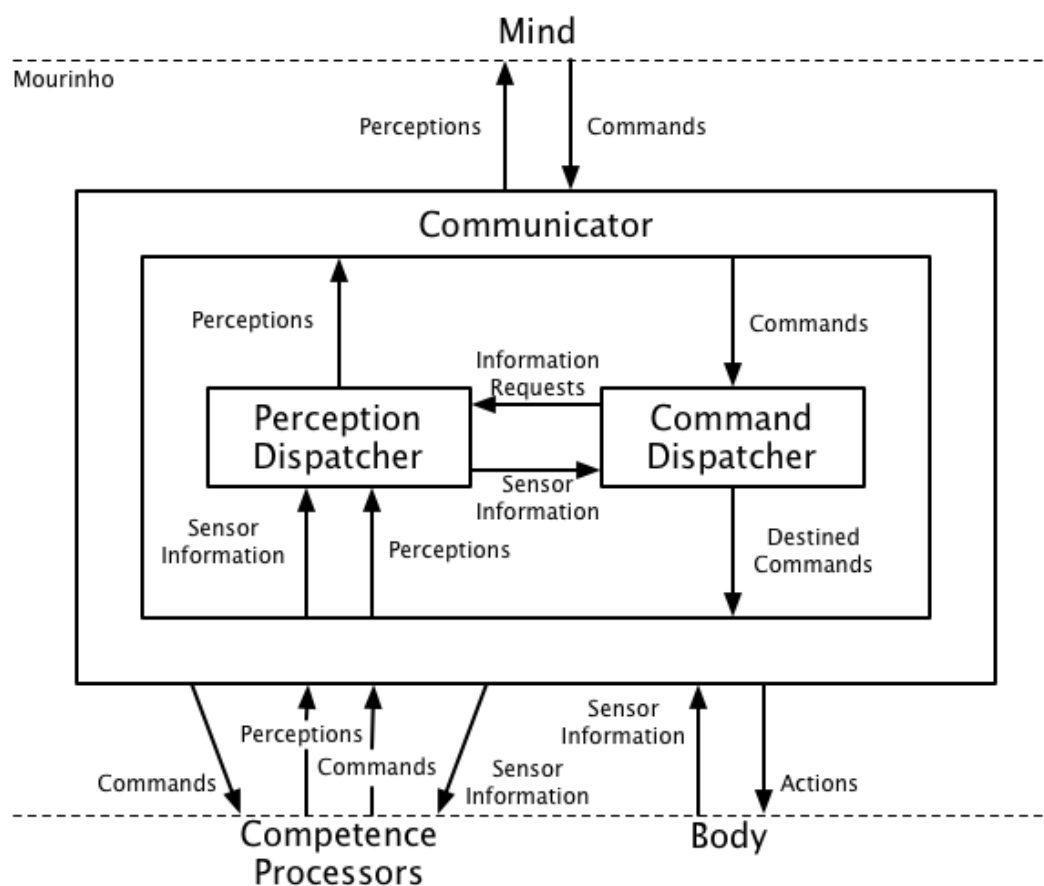 Mind
Mourinho
Perceptions
Commands
Communicator
Perceptions
Commands
Information
Requests
Perception
Dispatcher
Command
Dispatcher
Sensor
Information
Sensor
Information
Perceptions
Destined
Commands
Perceptions
Commands
Commands
Sensor
Information
Sensor
Information
Actions
Competence
Processors
Body